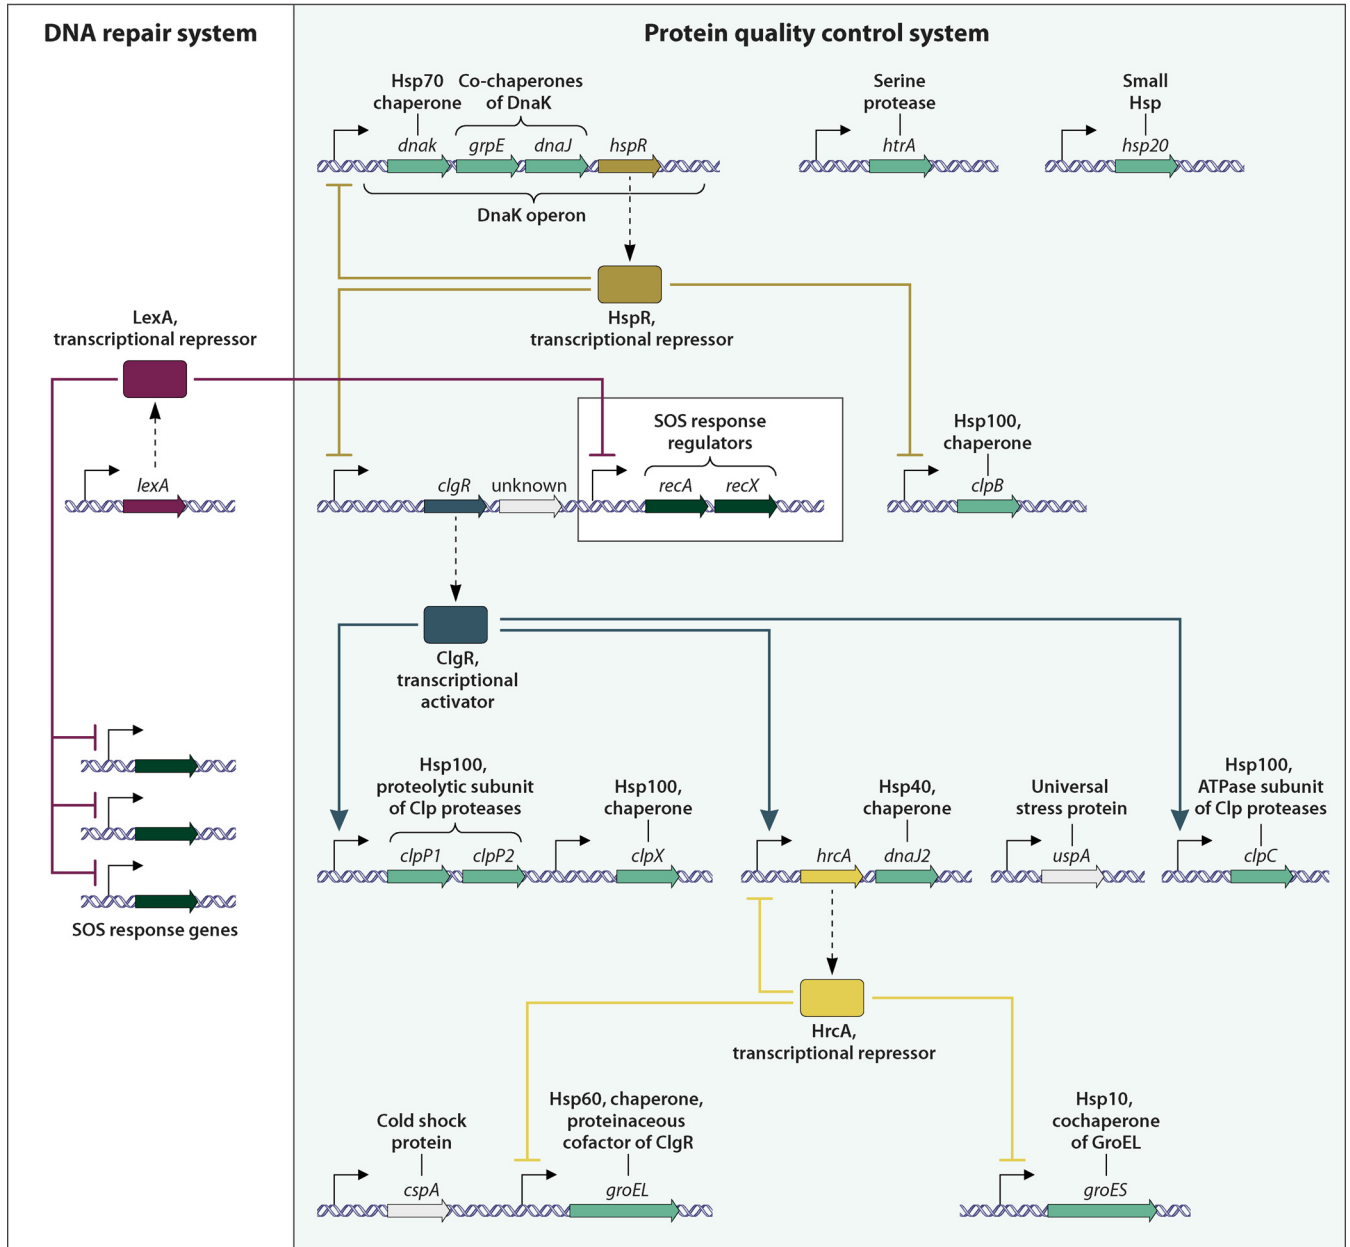 DNA repair system
Protein quality control system
Hsp70
chaperone
Co-chaperones
of DnaK
Serine
protease
Small
Hsp
dnak
grpE
dnaJ
hspR
htrA
hsp20
DnaK operon
HspR,
transcriptional repressor
LexA,
transcriptional repressor
SOS response
regulators
Hsp100,
chaperone
lexA
clgR
unknown
recA
recX
clpB
ClgR,
transcriptional
activator
Hsp100,
proteolytic subunit
of Clp proteases
Hsp100,
chaperone
Hsp40,
chaperone
Universal
stress protein
Hsp100,
ATPase subunit
of Clp proteases
clpP1
clpP2
clpX
hrcA
dnaJ2
uspA
clpC
SOS response genes
HrcA,
transcriptional repressor
Cold shock
protein
Hsp60, chaperone,
proteinaceous
cofactor of ClgR
Hsp10,
cochaperone
of GroEL
cspA
groEL
groES